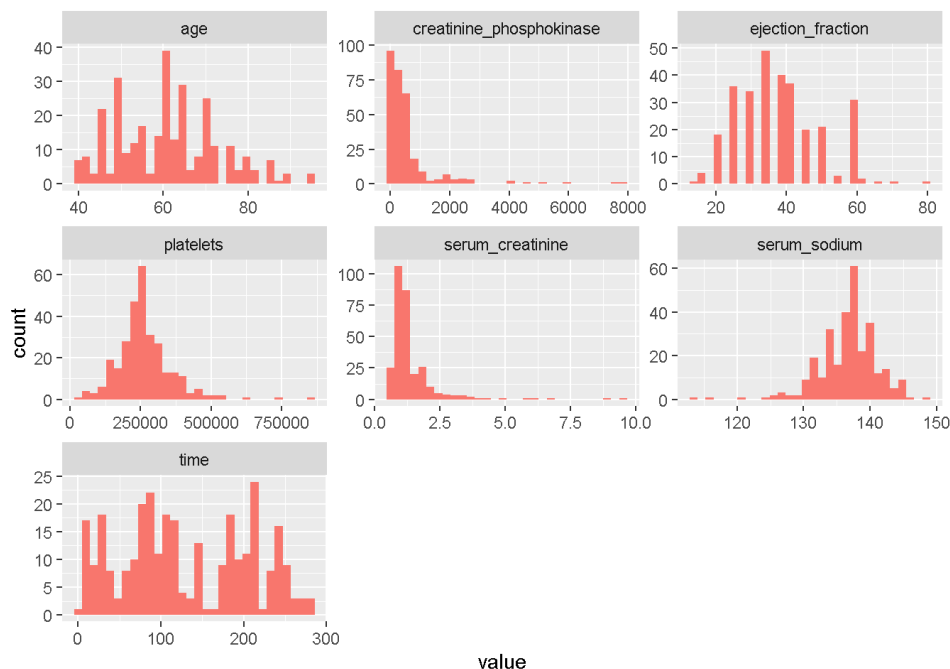 age
40
30
20
10
0
40 60 80
creatinine_phosphokinase
100
75
50
25
0
0 2000 4000 6000 8000
ejection_fraction
50
40
30
20
10
0
20 40 60 80
platelets
60
40
20
0
0 250000 500000 750000
serum_creatinine
100
75
50
25
0
0.0 2.5 5.0 7.5 10.0
serum_sodium
60
40
20
0
120 130 140 150
time
25
20
15
10
5
0
0 100 200 300
count
value